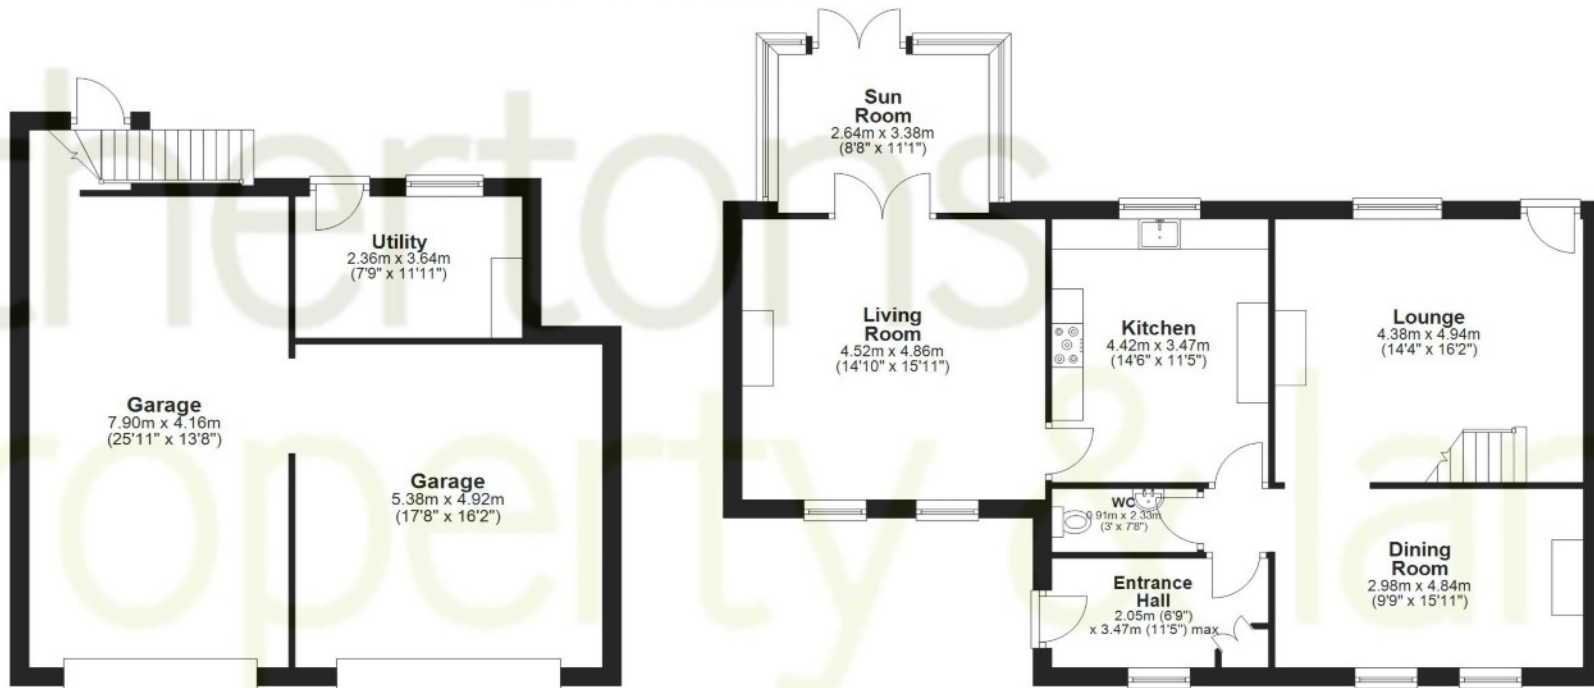 Sun
Room
2.64m x 3.38m
(8'8" x 11'1")
Utility
2.36m x 3.64m
(7'9" x 11'11")
Living
Room
4.52m x 4.86m
(14'10" x 15'11")
Kitchen
4.42m x 3.47m
(14'6" x 11'5")
Lounge
4.38m x 4.94m
(14'4" x 16'2")
Garage
7.90m x 4.16m
(25'11" x 13'8")
Garage
5.38m x 4.92m
(17'8" x 16'2")
WC
0.91m x 2.33m
(3' x 7'8")
Dining
Room
2.98m x 4.84m
(9'9" x 15'11")
Entrance
Hall
2.05m (6'9")
x 3.47m (11'5") max
thertons
roperty & lan